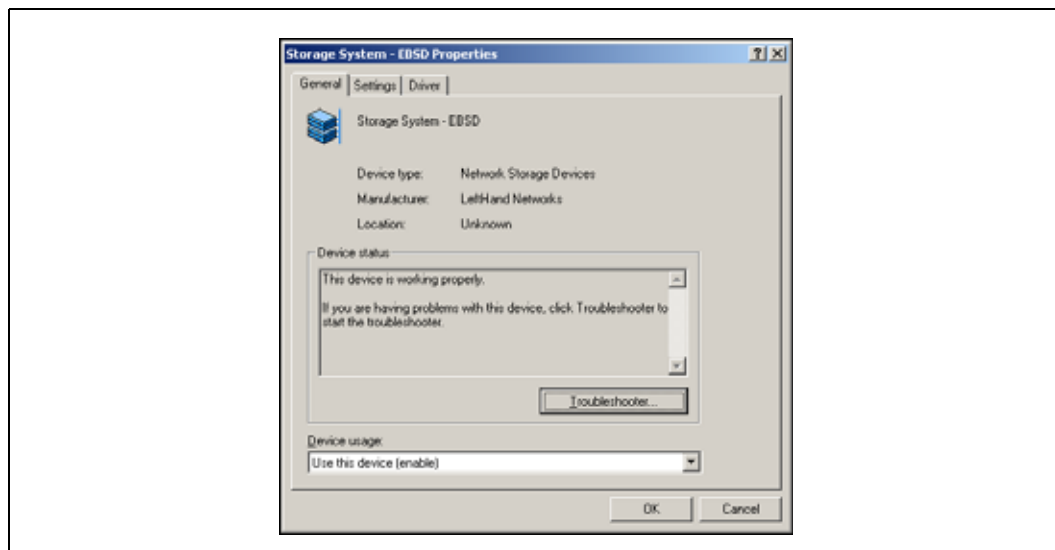 Storage System - EBSD Properties
General Settings Driver
Storage System - EBSD
Device type: Network Storage Devices
Manufacturer: LeftHand Networks
Location: Unknown
Device status
This device is working properly.
If you are having problems with this device, click Troubleshooter to
start the troubleshooter.
Troubleshooter...
Device usage:
Use this device (enable)
OK Cancel